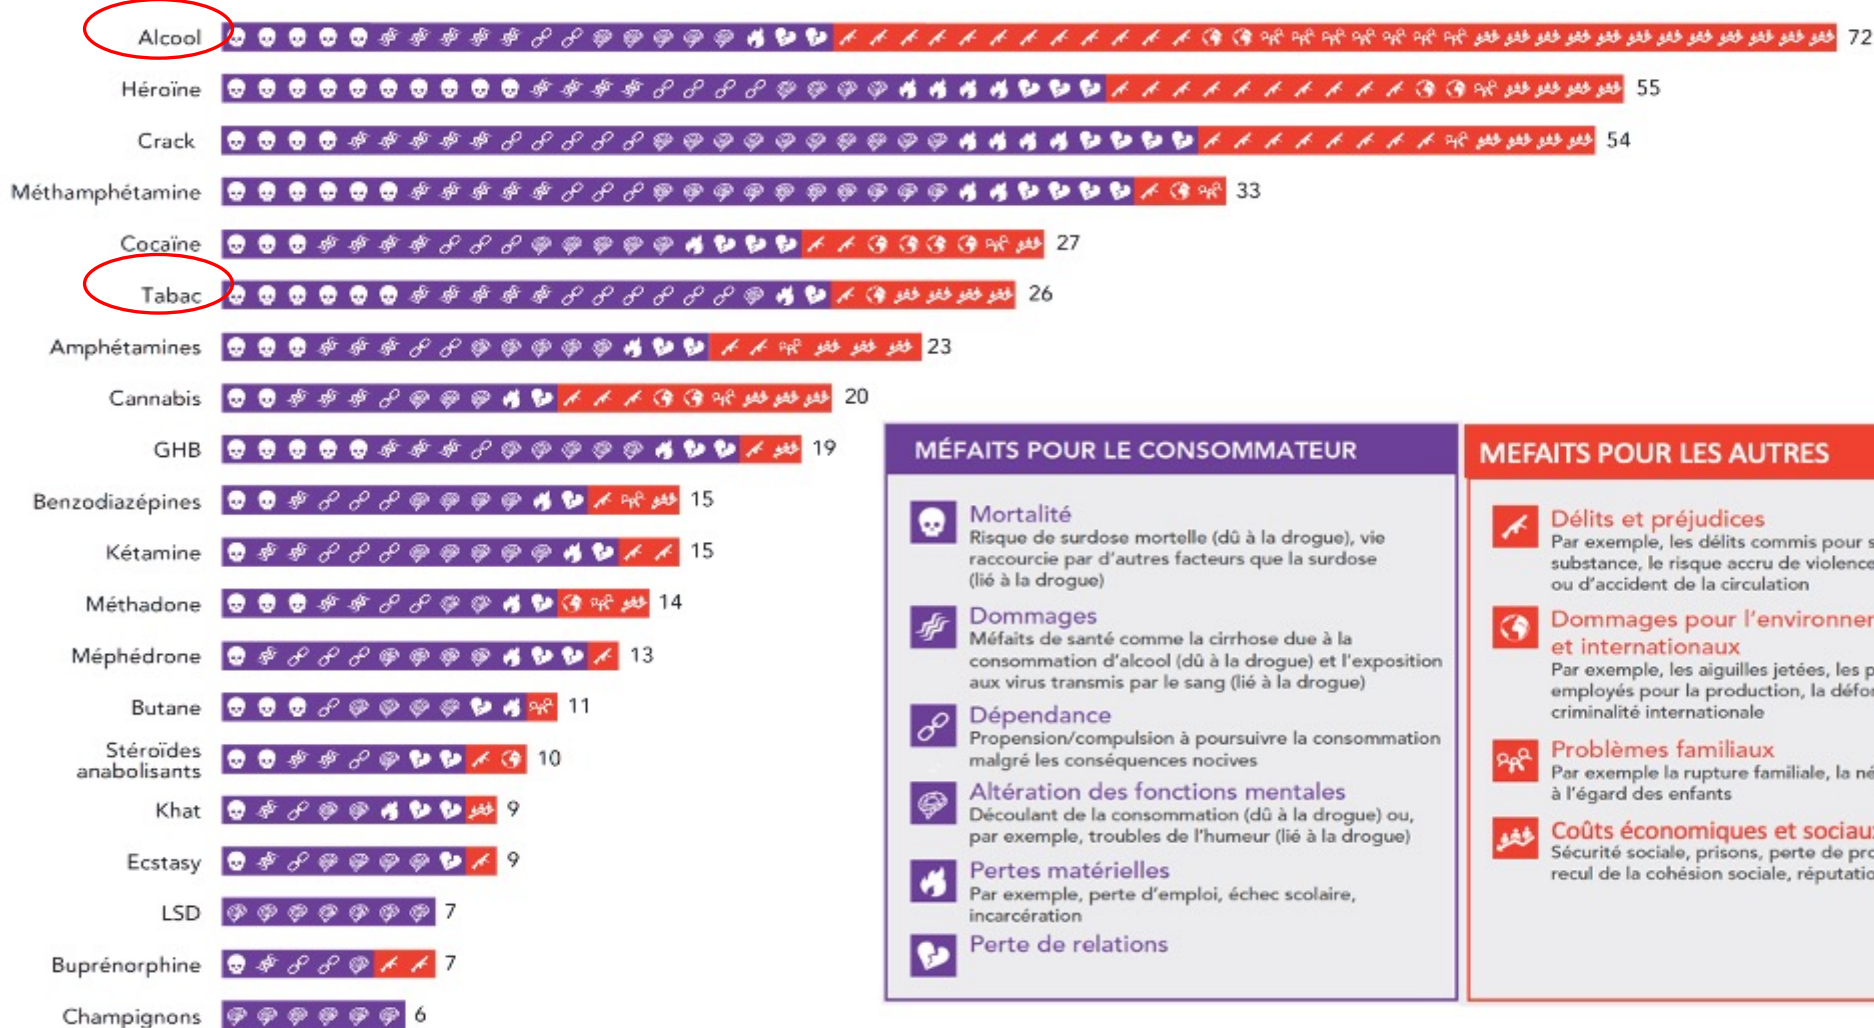 Alcool 72
Héroïne 55
Crack 54
Méthamphétamine 33
Cocaïne 27
Tabac 26
Amphétamines 23
Cannabis 20
GHB 19
Benzodiazépines 15
Kétamine 15
Méthadone 14
Méphédrone 13
Butane 11
Stéroïdes
anabolisants 10
Khat 9
Ecstasy 9
LSD 7
Buprénorphine 7
Champignons 6
MÉFAITS POUR LE CONSOMMATEUR
Mortalité
Risque de surdose mortelle (dû à la drogue), vie
raccourcie par d'autres facteurs que la surdose
(lié à la drogue)
Dommages
Méfaits de santé comme la cirrhose due à la
consommation d'alcool (dû à la drogue) et l'exposition
aux virus transmis par le sang (lié à la drogue)
Dépendance
Propension/compulsion à poursuivre la consommation
malgré les conséquences nocives
Altération des fonctions mentales
Découlant de la consommation (dû à la drogue) ou,
par exemple, troubles de l'humeur (lié à la drogue)
Pertes matérielles
Par exemple, perte d'emploi, échec scolaire,
incarcération
Perte de relations
MEFAITS POUR LES AUTRES
Délits et préjudices
Par exemple, les délits commis pour s
substance, le risque accru de violence
ou d'accident de la circulation
Dommages pour l'environner
et internationaux
Par exemple, les aiguilles jetées, les p
employés pour la production, la défor
criminalité internationale
Problèmes familiaux
Par exemple la rupture familiale, la né
à l'égard des enfants
Coûts économiques et sociaux
Sécurité sociale, prisons, perte de pro
recul de la cohésion sociale, réputatio